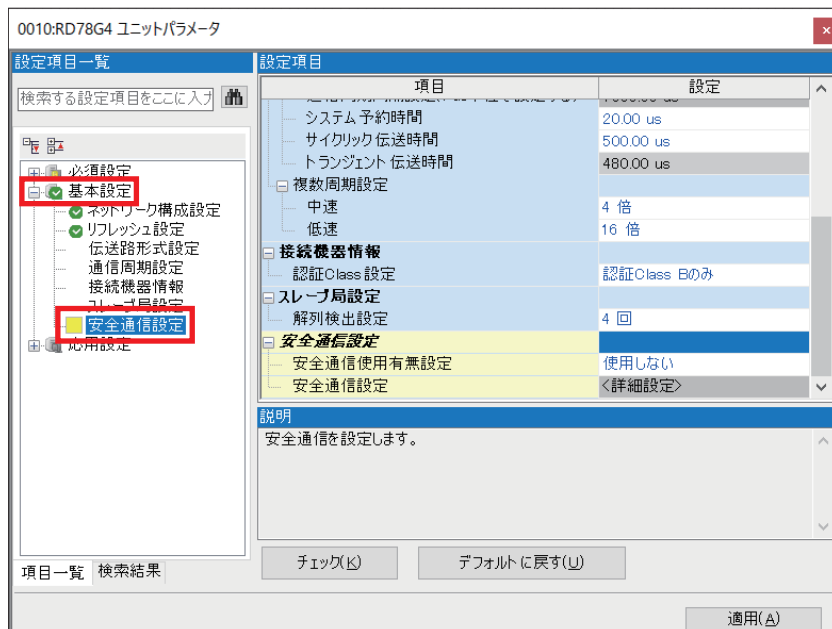 0010:RD78G4 ユニットパラメータ
設定項目一覧
検索する設定項目をここに入力
必須設定
基本設定
ネットワーク構成設定
リフレッシュ設定
伝送路形式設定
通信周期設定
接続機器情報
スレーブ局設定
安全通信設定
応用設定
項目一覧 検索結果
設定項目
項目 設定
システム予約時間 20.00 us
サイクリック伝送時間 500.00 us
トランジェント伝送時間 480.00 us
複数周期設定
中速 4 倍
低速 16 倍
接続機器情報
認証Class設定 認証Class Bのみ
スレーブ局設定
解列検出設定 4 回
安全通信設定
安全通信使用有無設定 使用しない
安全通信設定 <詳細設定>
説明
安全通信を設定します。
チェック(K) デフォルトに戻す(U)
適用(A)